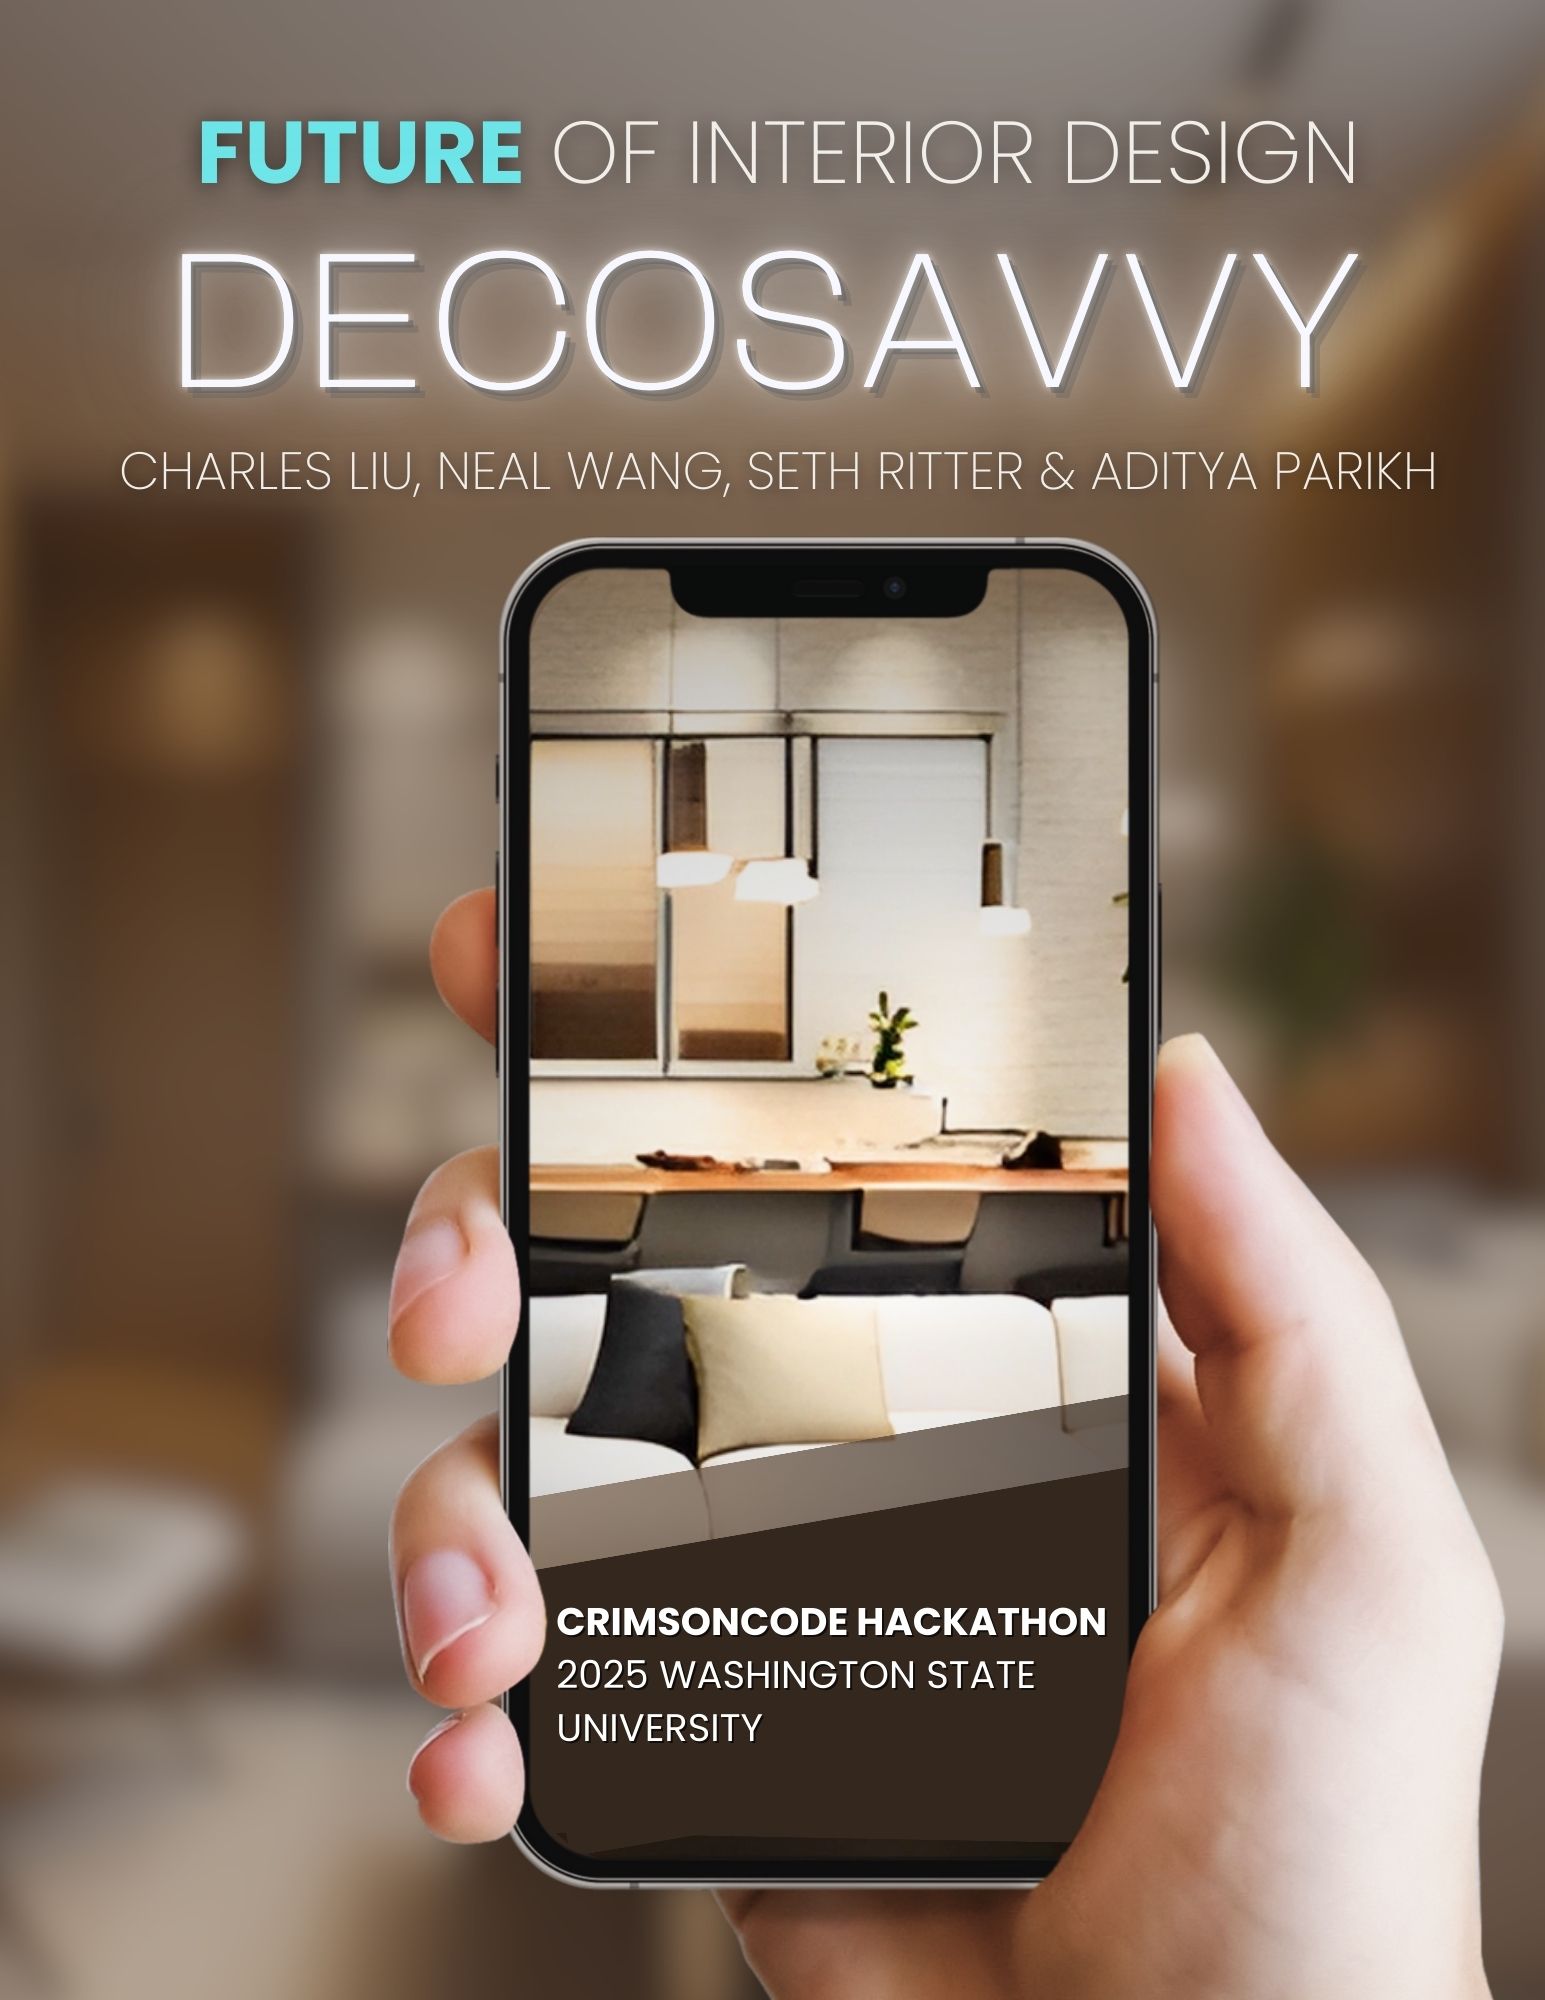 FUTURE OF INTERIOR DESIGN
DECOSAVVY
CHARLES LIU, NEAL WANG, SETH RITTER & ADITYA PARIKH
CRIMSONCODE HACKATHON
2025 WASHINGTON STATE
UNIVERSITY